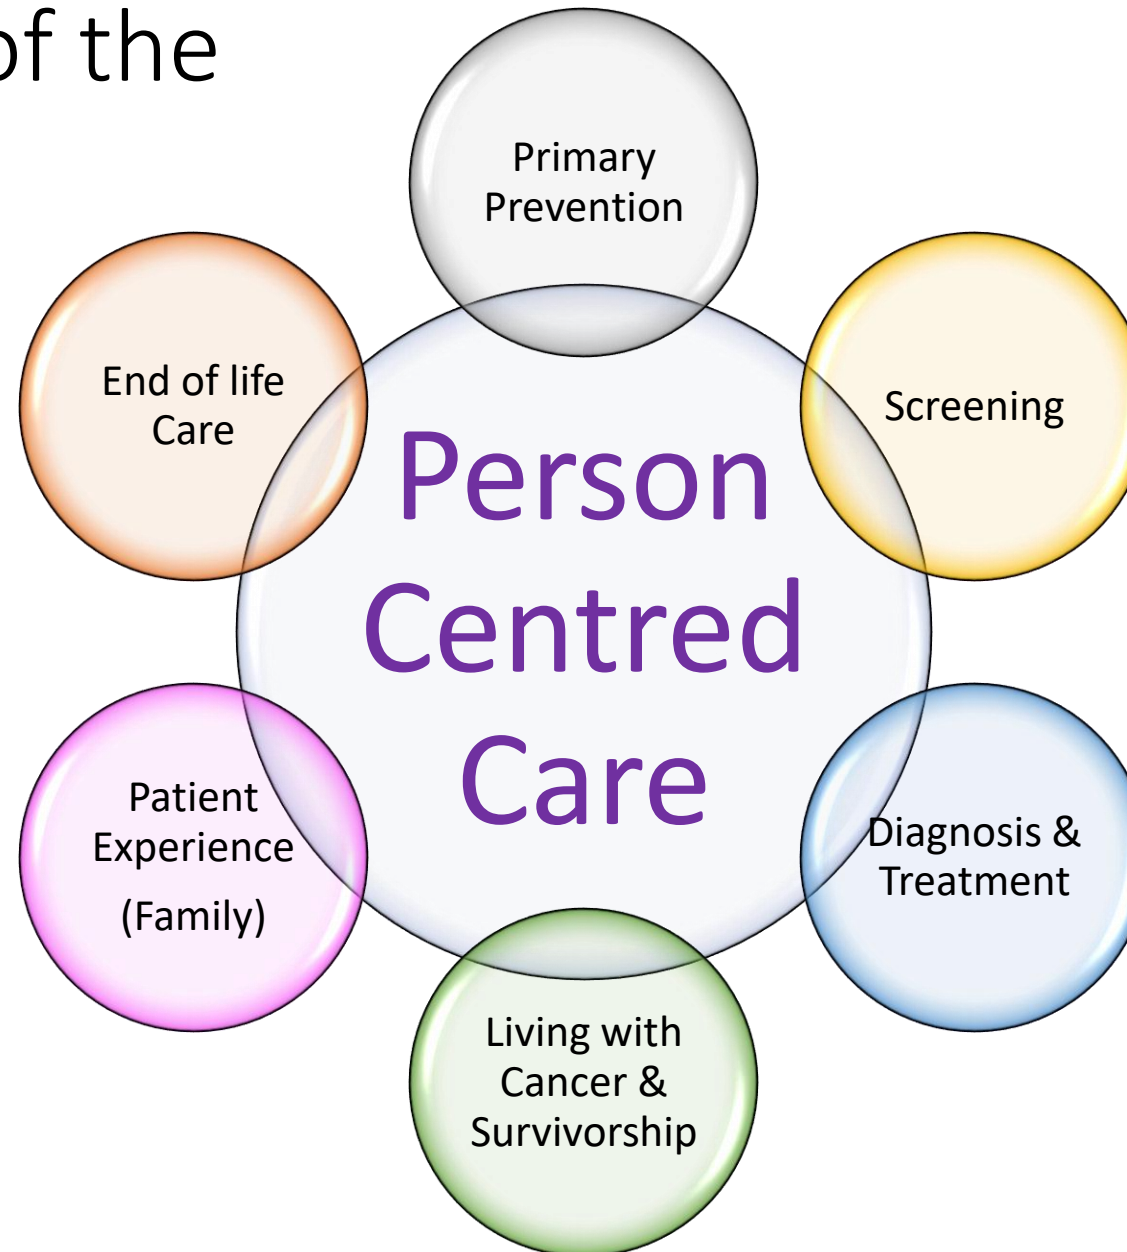 of the
Primary
Prevention
Screening
Diagnosis &
Treatment
Living with
Cancer &
Survivorship
Patient
Experience
(Family)
End of life
Care
Person
Centred
Care